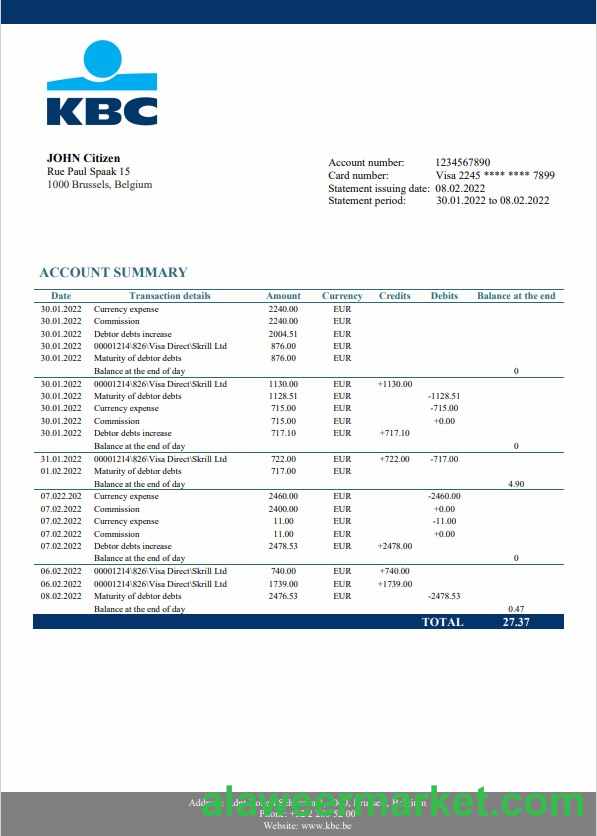 KBC
JOHN Citizen
Rue Paul Spaak 15
1000 Brussels, Belgium
Account number: 1234567890
Card number: Visa 2245 **** **** 7899
Statement issuing date: 08.02.2022
Statement period: 30.01.2022 to 08.02.2022
ACCOUNT SUMMARY
Date Transaction details Amount Currency Credits Debits Balance at the end
30.01.2022 Currency expense 2240.00 EUR
30.01.2022 Commission 2240.00 EUR
30.01.2022 Debtor debts increase 2004.51 EUR
30.01.2022 00001214\826\Visa Direct\Skrill Ltd 876.00 EUR
30.01.2022 Maturity of debtor debts 876.00 EUR
Balance at the end of day 0
30.01.2022 00001214\826\Visa Direct\Skrill Ltd 1130.00 EUR +1130.00
30.01.2022 Maturity of debtor debts 1128.51 EUR -1128.51
30.01.2022 Currency expense 715.00 EUR -715.00
30.01.2022 Commission 715.00 EUR +0.00
30.01.2022 Debtor debts increase 717.10 EUR +717.10
Balance at the end of day 0
31.01.2022 00001214\826\Visa Direct\Skrill Ltd 722.00 EUR +722.00 -717.00
01.02.2022 Maturity of debtor debts 717.00 EUR
Balance at the end of day 4.90
07.022.202 Currency expense 2460.00 EUR -2460.00
07.02.2022 Commission 2400.00 EUR +0.00
07.02.2022 Currency expense 11.00 EUR -11.00
07.02.2022 Commission 11.00 EUR +0.00
07.02.2022 Debtor debts increase 2478.53 EUR +2478.00
Balance at the end of day 0
06.02.2022 00001214\826\Visa Direct\Skrill Ltd 740.00 EUR +740.00
06.02.2022 00001214\826\Visa Direct\Skrill Ltd 1739.00 EUR +1739.00
08.02.2022 Maturity of debtor debts 2476.53 EUR -2478.53
Balance at the end of day 0.47
TOTAL 27.37
alaweermarket.com
Website: www.kbc.be